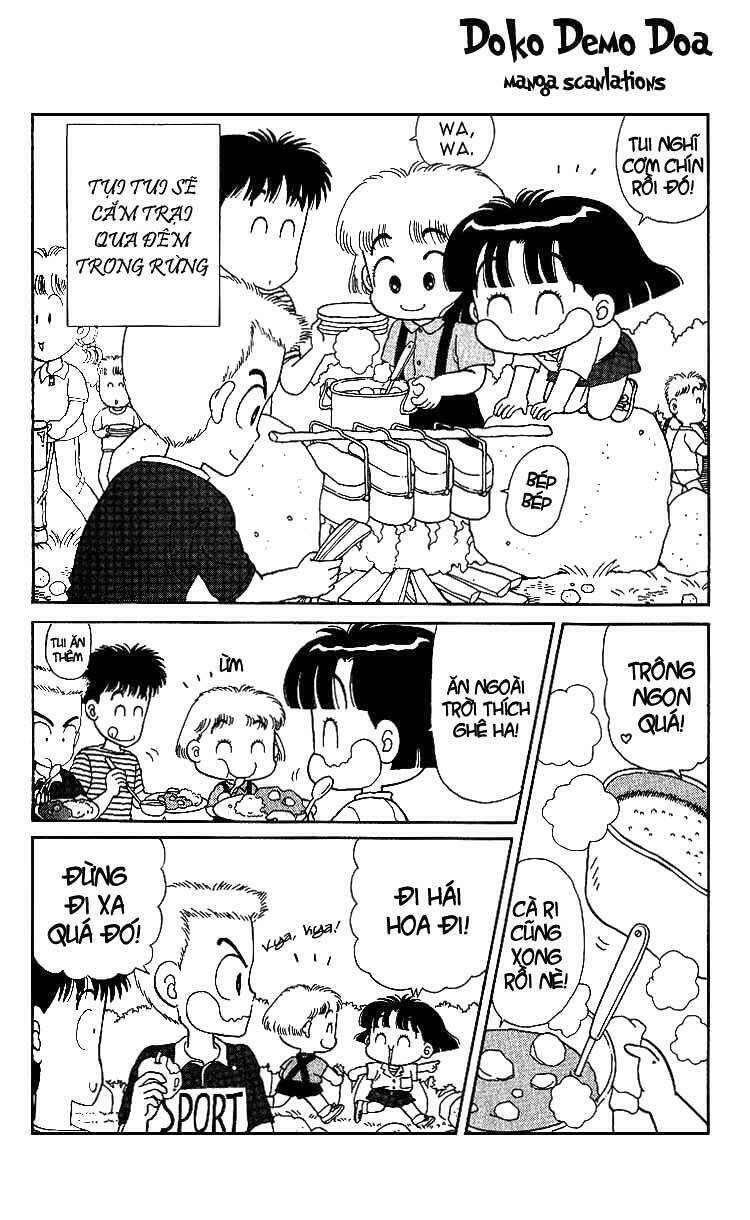 Doko Demo Doa
manga scanlations
TỤI TUI SẼ
CẮM TRẠI
QUA ĐÊM
TRONG RỪNG
WA,
WA.
TUI NGHĨ
CƠM CHÍN
RỒI ĐÓ!
BÉP
BÉP
TRÔNG
NGON
QUÁ!
CÀ RI
CŨNG
XONG
RỒI NÈ!
ĂN NGOÀI
TRỜI THÍCH
GHÊ HA!
ỪM
TUI ĂN
THÊM
ĐI HÁI
HOA ĐI!
Kya, kya!
ĐỪNG
ĐI XA
QUÁ ĐÓ!
SPORT